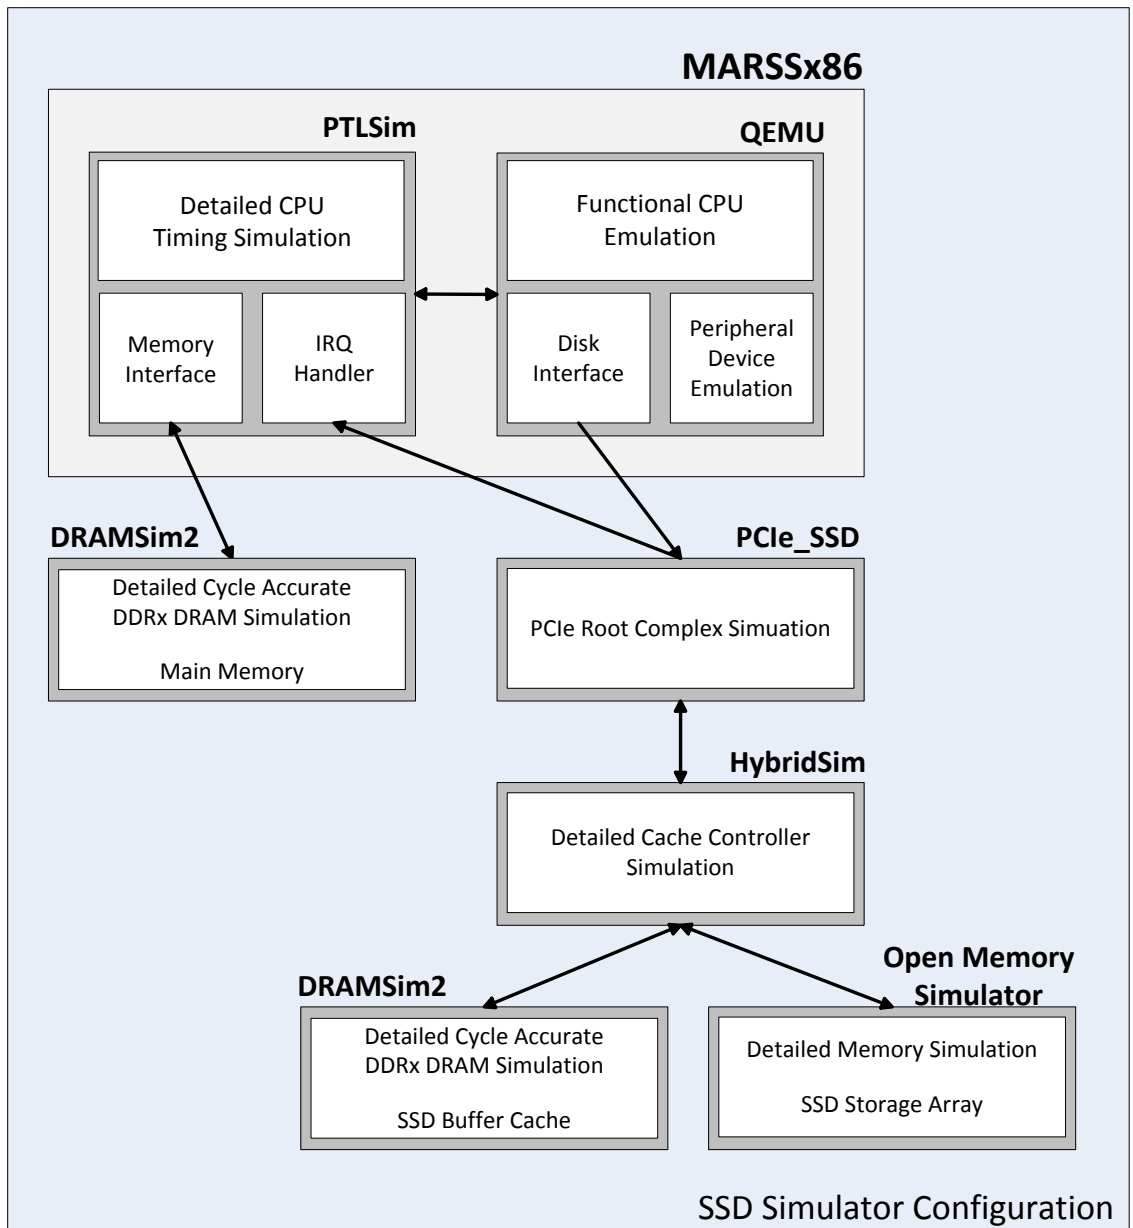 MARSSx86
PTLSim
QEMU
Detailed CPU
Timing Simulation
Functional CPU
Emulation
Memory
Interface
IRQ
Handler
Disk
Interface
Peripheral
Device
Emulation
DRAMSim2
PCIe_SSD
Detailed Cycle Accurate
DDRx DRAM Simulation
Main Memory
PCIe Root Complex Simuation
HybridSim
Detailed Cache Controller
Simulation
DRAMSim2
Open Memory
Simulator
Detailed Cycle Accurate
DDRx DRAM Simulation
SSD Buffer Cache
Detailed Memory Simulation
SSD Storage Array
SSD Simulator Configuration